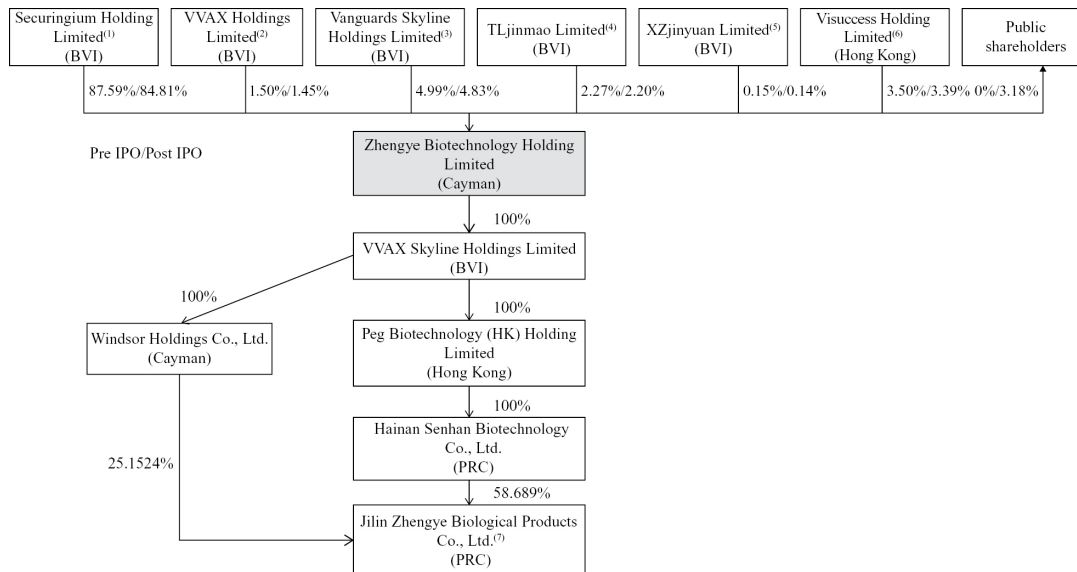 Securingium Holding
Limited(1)
(BVI)
VVAX Holdings
Limited(2)
(BVI)
Vanguards Skyline
Holdings Limited(3)
(BVI)
TLjinmao Limited(4)
(BVI)
XZjinyuan Limited(5)
(BVI)
Visuccess Holding
Limited(6)
(Hong Kong)
Public
shareholders
87.59%/84.81%
1.50%/1.45%
4.99%/4.83%
2.27%/2.20%
0.15%/0.14%
3.50%/3.39%
0%/3.18%
Pre IPO/Post IPO
Zhengye Biotechnology Holding
Limited
(Cayman)
100%
VVAX Skyline Holdings Limited
(BVI)
100%
100%
Windsor Holdings Co., Ltd.
(Cayman)
Peg Biotechnology (HK) Holding
Limited
(Hong Kong)
100%
Hainan Senhan Biotechnology
Co., Ltd.
(PRC)
25.1524%
58.689%
Jilin Zhengye Biological Products
Co., Ltd.(7)
(PRC)